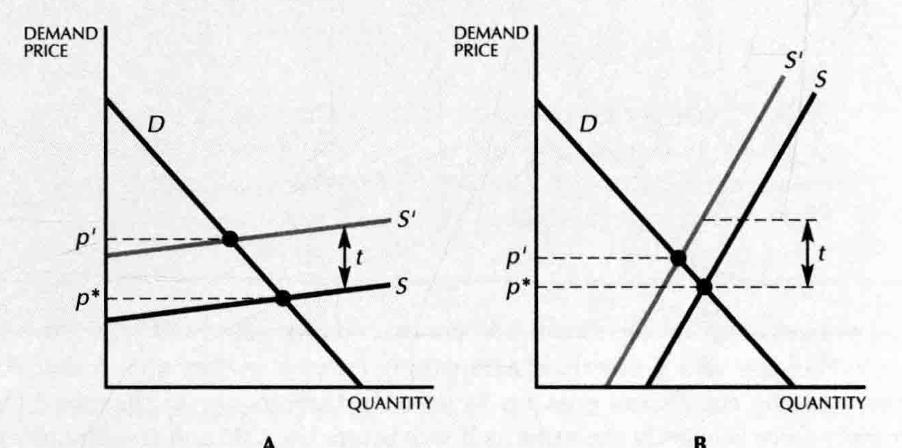 DEMAND
PRICE
D
S'
p'
t
p*
S
QUANTITY
A
DEMAND
PRICE
S'
S
D
t
p'
p*
QUANTITY
B